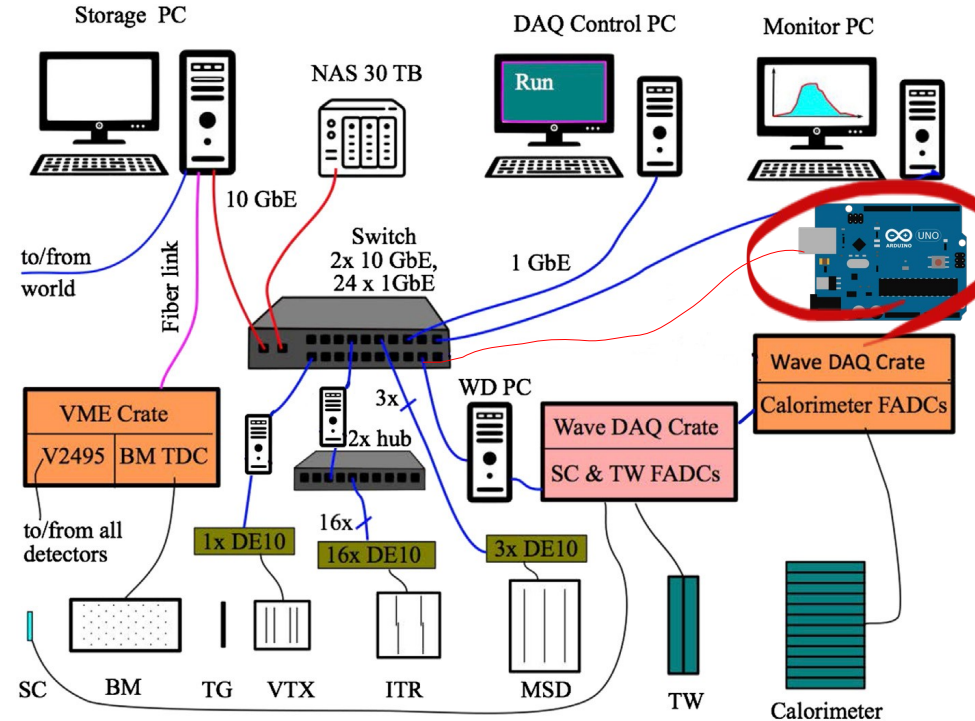 Storage PC
DAQ Control PC
Monitor PC
NAS 30 TB
Run
10 GbE
to/from
world
Fiber link
Switch
2x 10 GbE,
24 x 1GbE
1 GbE
ARDUINO
UNO
VME Crate
V2495
BM TDC
to/from all
detectors
3x
2x hub
16x
WD PC
Wave DAQ Crate
SC & TW FADCs
Wave DAQ Crate
Calorimeter FADCs
1x DE10
16x DE10
3x DE10
SC
BM
TG
VTX
ITR
MSD
TW
Calorimeter